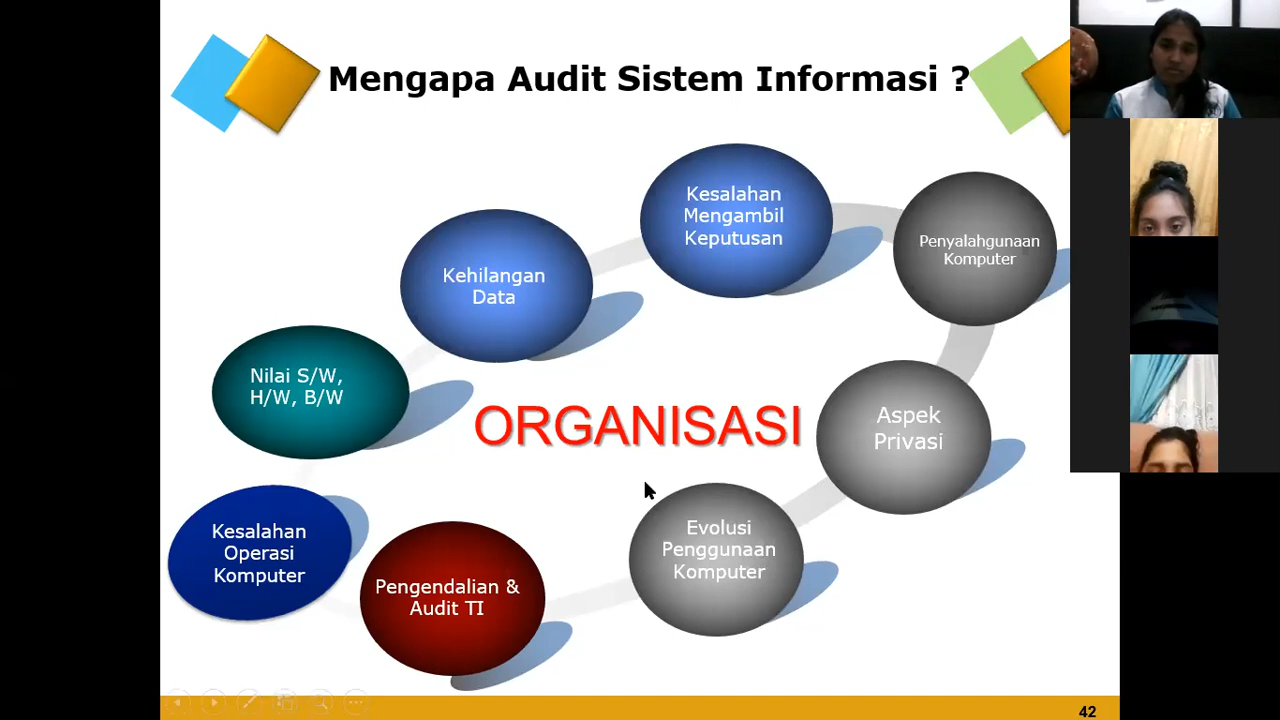 Mengapa Audit Sistem Informasi ?
Kesalahan
Mengambil
Keputusan
Penyalahgunaan
Komputer
Kehilangan
Data
Nilai S/W,
H/W, B/W
ORGANISASI
Aspek
Privasi
Kesalahan
Operasi
Komputer
Pengendalian &
Audit TI
Evolusi
Penggunaan
Komputer
42